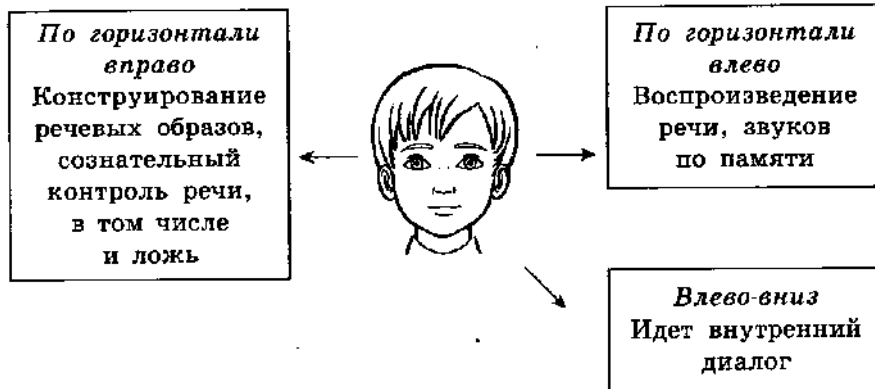 По горизонтали
вправо
Конструирование
речевых образов,
сознательный
контроль речи,
в том числе
и ложь
По горизонтали
влево
Воспроизведение
речи, звуков
по памяти
Влево-вниз
Идет внутренний
диалог